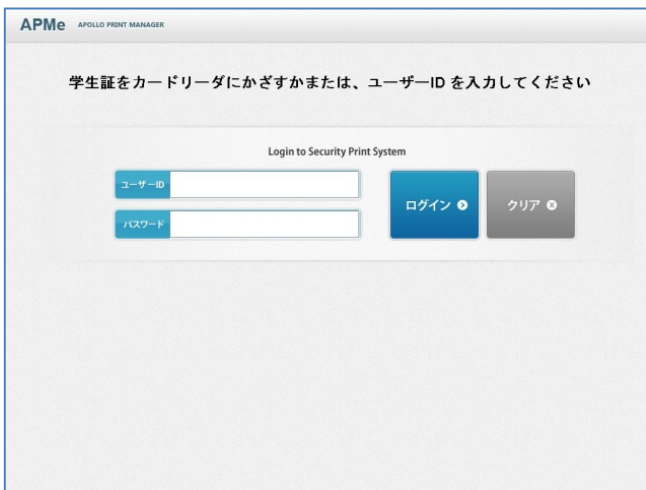 APMe APOLLO PRINT MANAGER
学生証をカードリーダにかざすかまたは、ユーザーID を入力してください
Login to Security Print System
ユーザーID
パスワード
ログイン
クリア